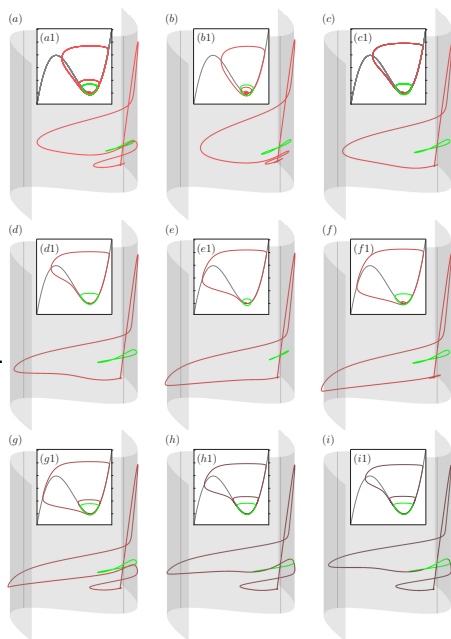 (a)
(a1)
(b)
(b1)
(c)
(c1)
(d)
(d1)
(e)
(e1)
(f)
(f1)
(g)
(g1)
(h)
(h1)
(i)
(i1)